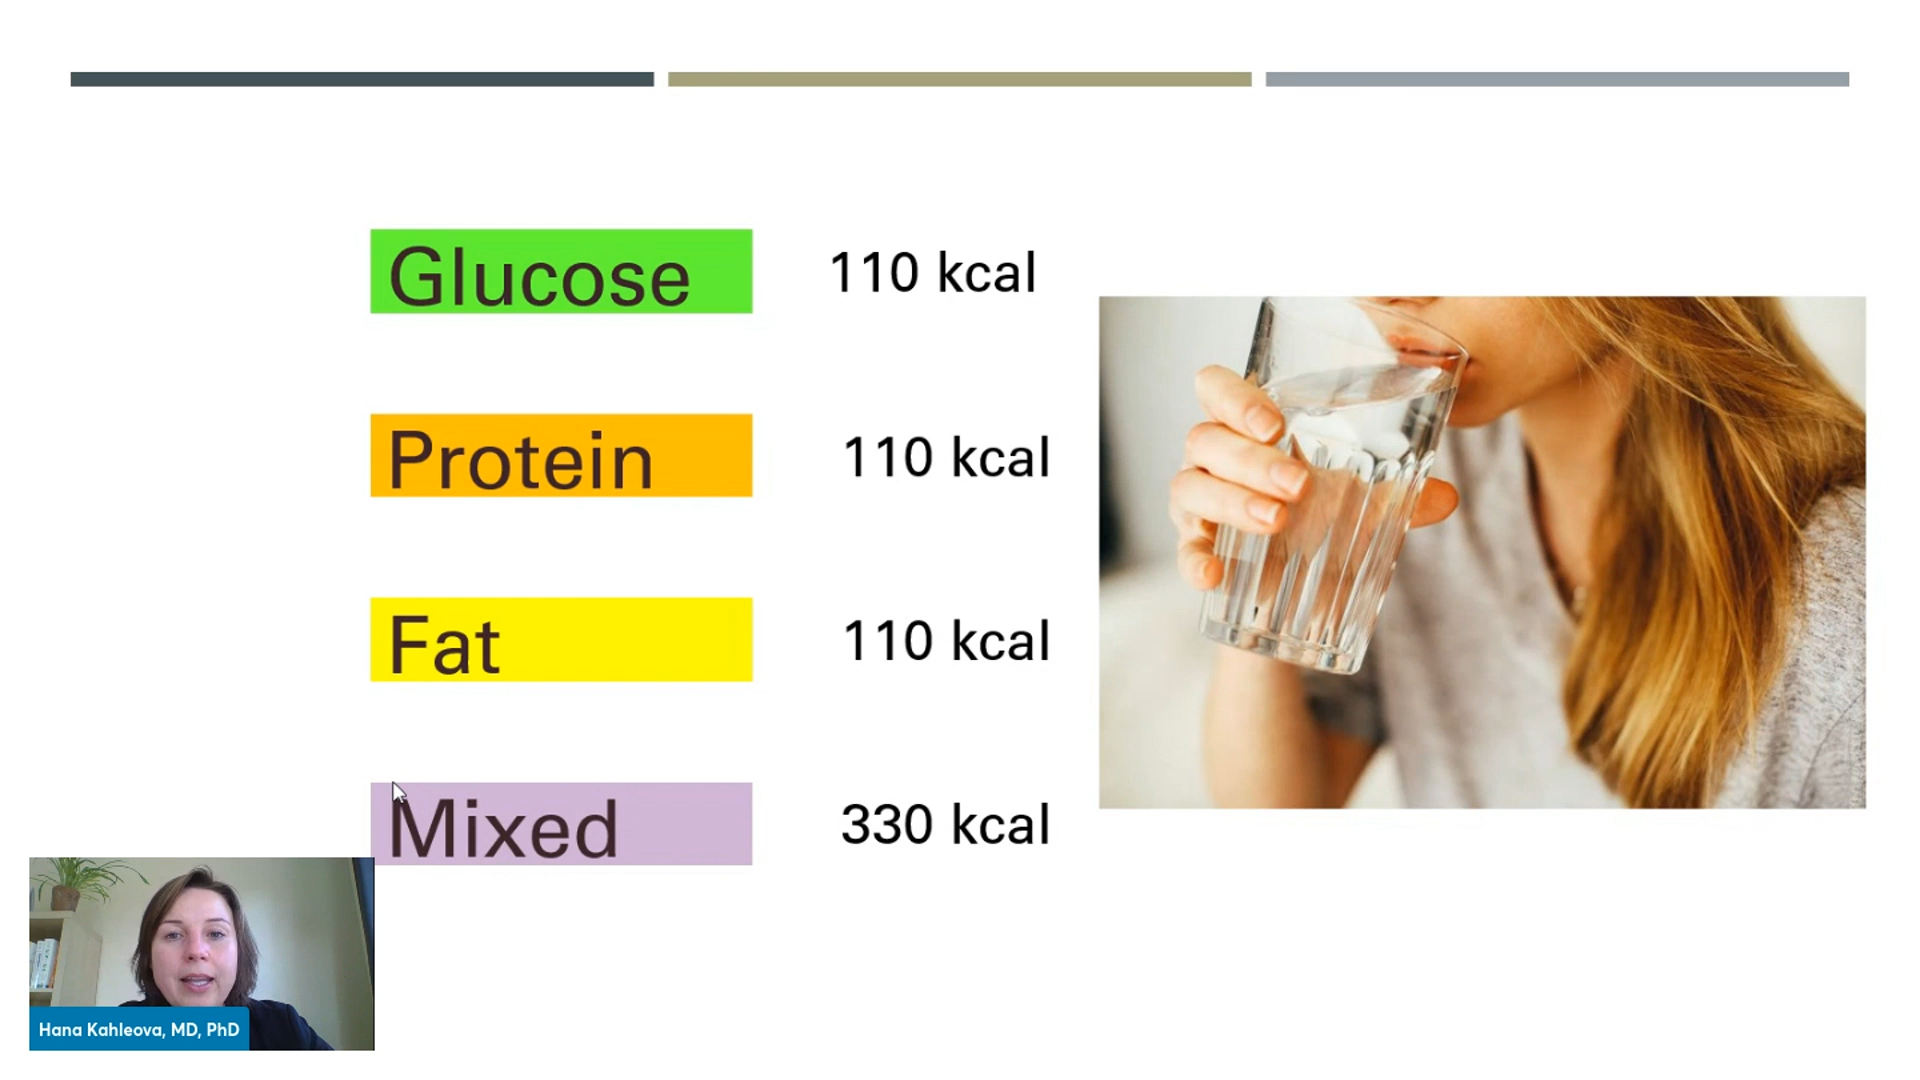 Glucose 110 kcal
Protein 110 kcal
Fat 110 kcal
Mixed 330 kcal
Hana Kahleova, MD, PhD